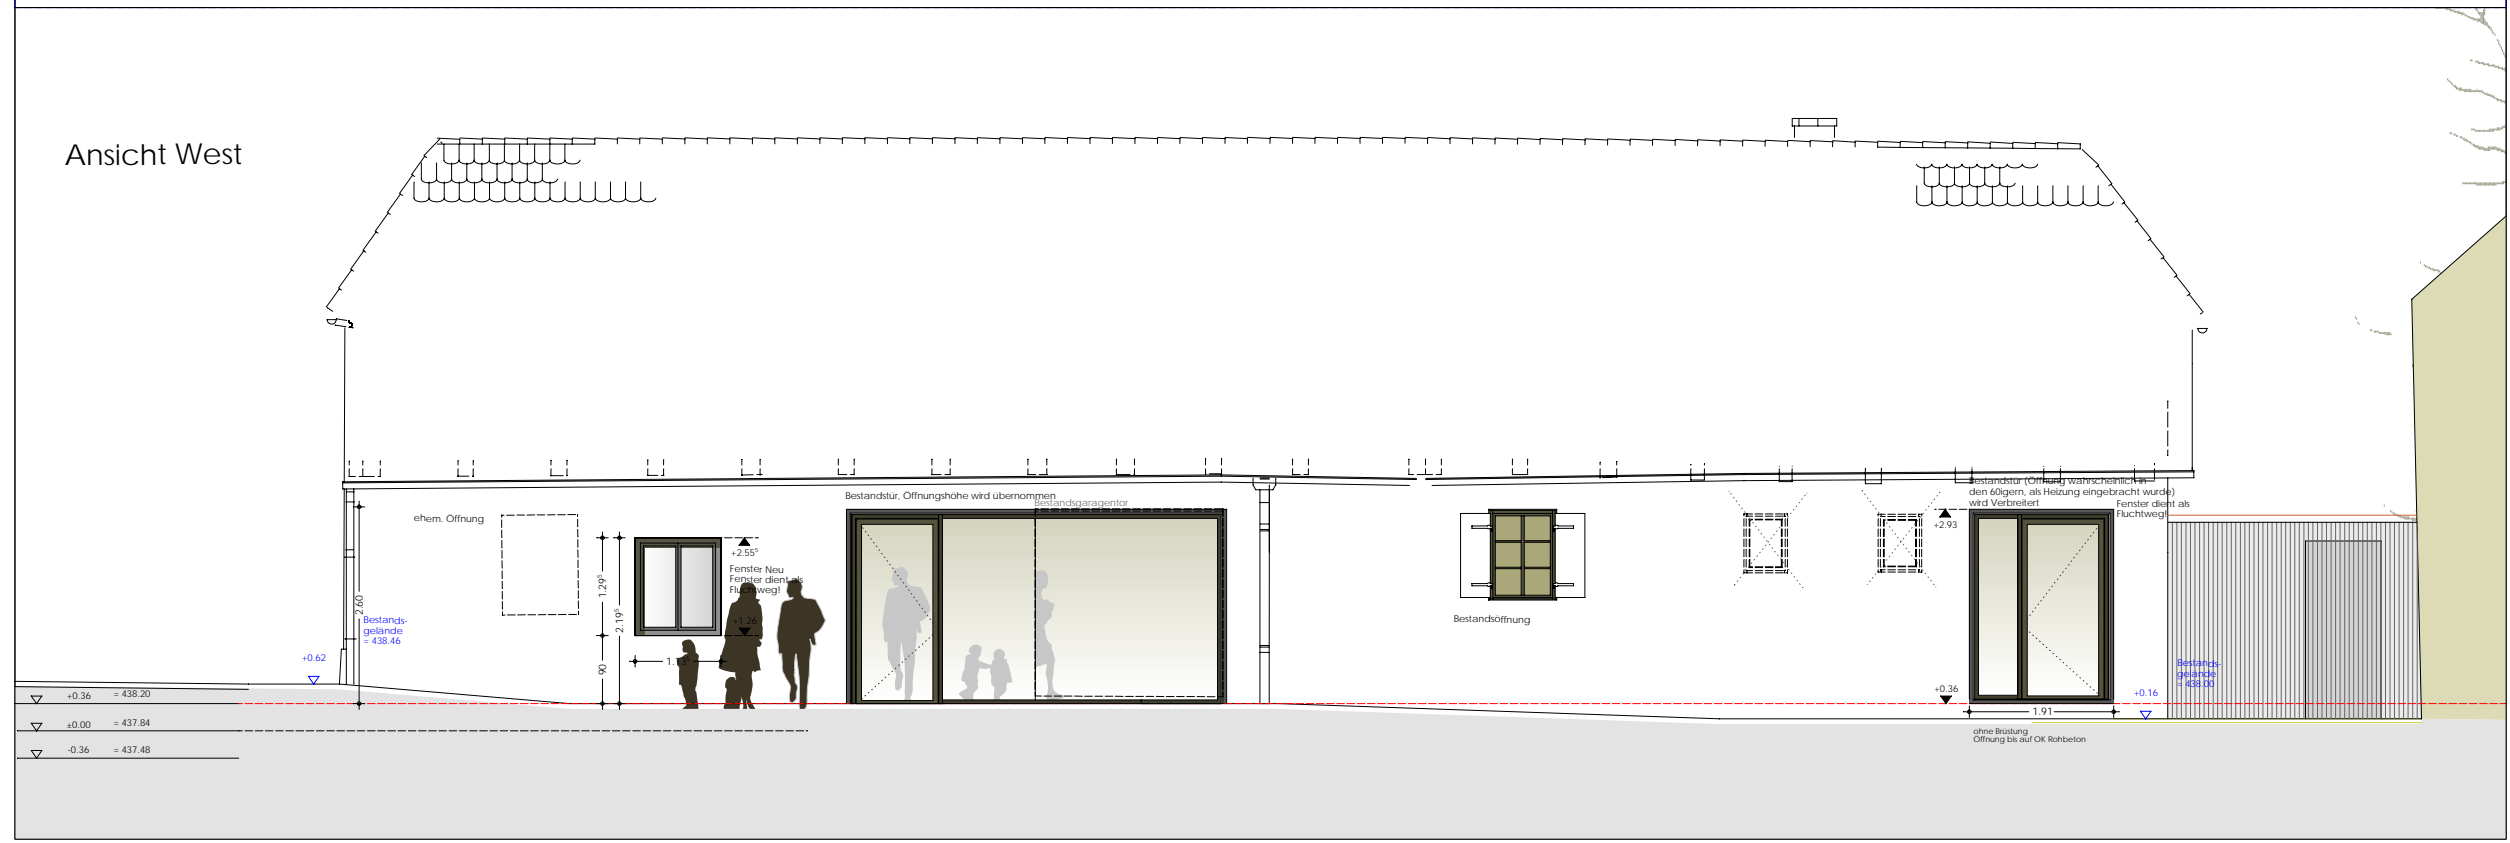 Ansicht West
Bestandstür, Öffnungshöhe wird übernommen
Bestandsgaragentor
ehem. Öffnung
+2.55⁵
Fenster Neu
Fenster dient als
Fluchtweg!
+1.26
1.29⁵
2.19⁵
90
1.13⁵
2.60
Bestands-
gelände
= 438.46
+0.62
+0.36 = 438.20
±0.00 = 437.84
-0.36 = 437.48
Bestandsöffnung
Bestandstür (Öffnung wahrscheinlich in
den 60igern, als Heizung eingebracht wurde)
wird Verbreitert
Fenster dient als
Fluchtweg!
+2.93
+0.36
1.91
+0.16
Bestands-
gelände
= 438.00
ohne Brüstung
Öffnung bis auf OK Rohbeton